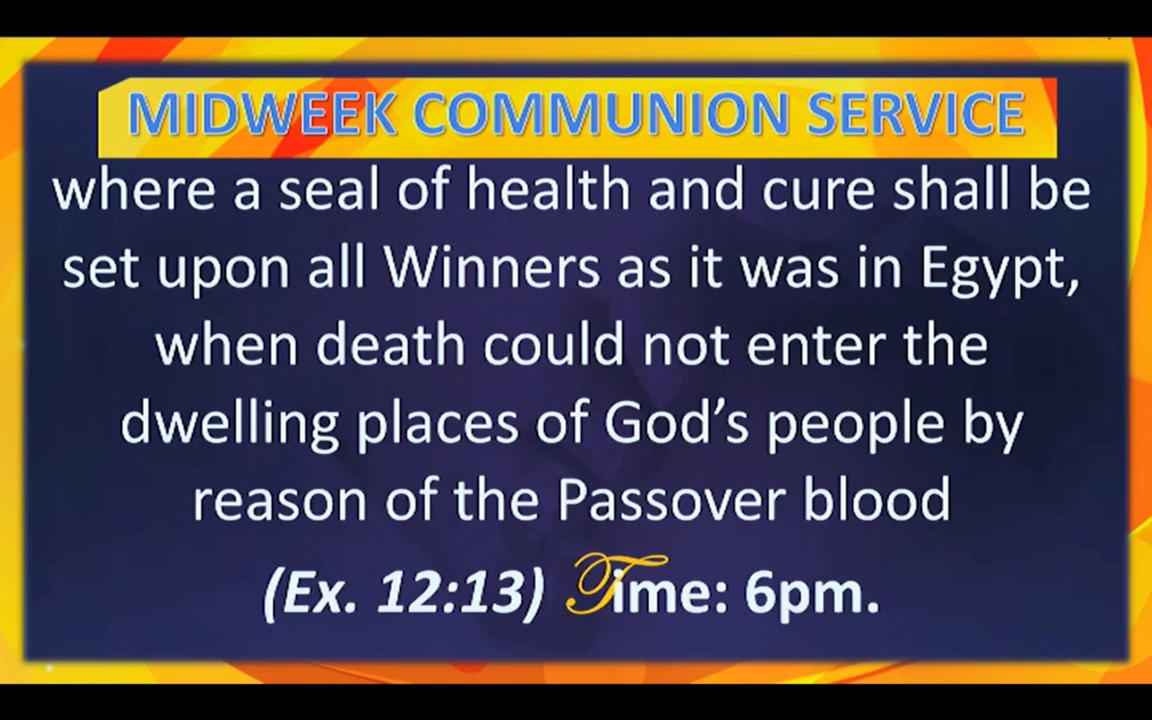 MIDWEEK COMMUNION SERVICE
where a seal of health and cure shall be
set upon all Winners as it was in Egypt,
when death could not enter the
dwelling places of God’s people by
reason of the Passover blood
(Ex. 12:13) Time: 6pm.